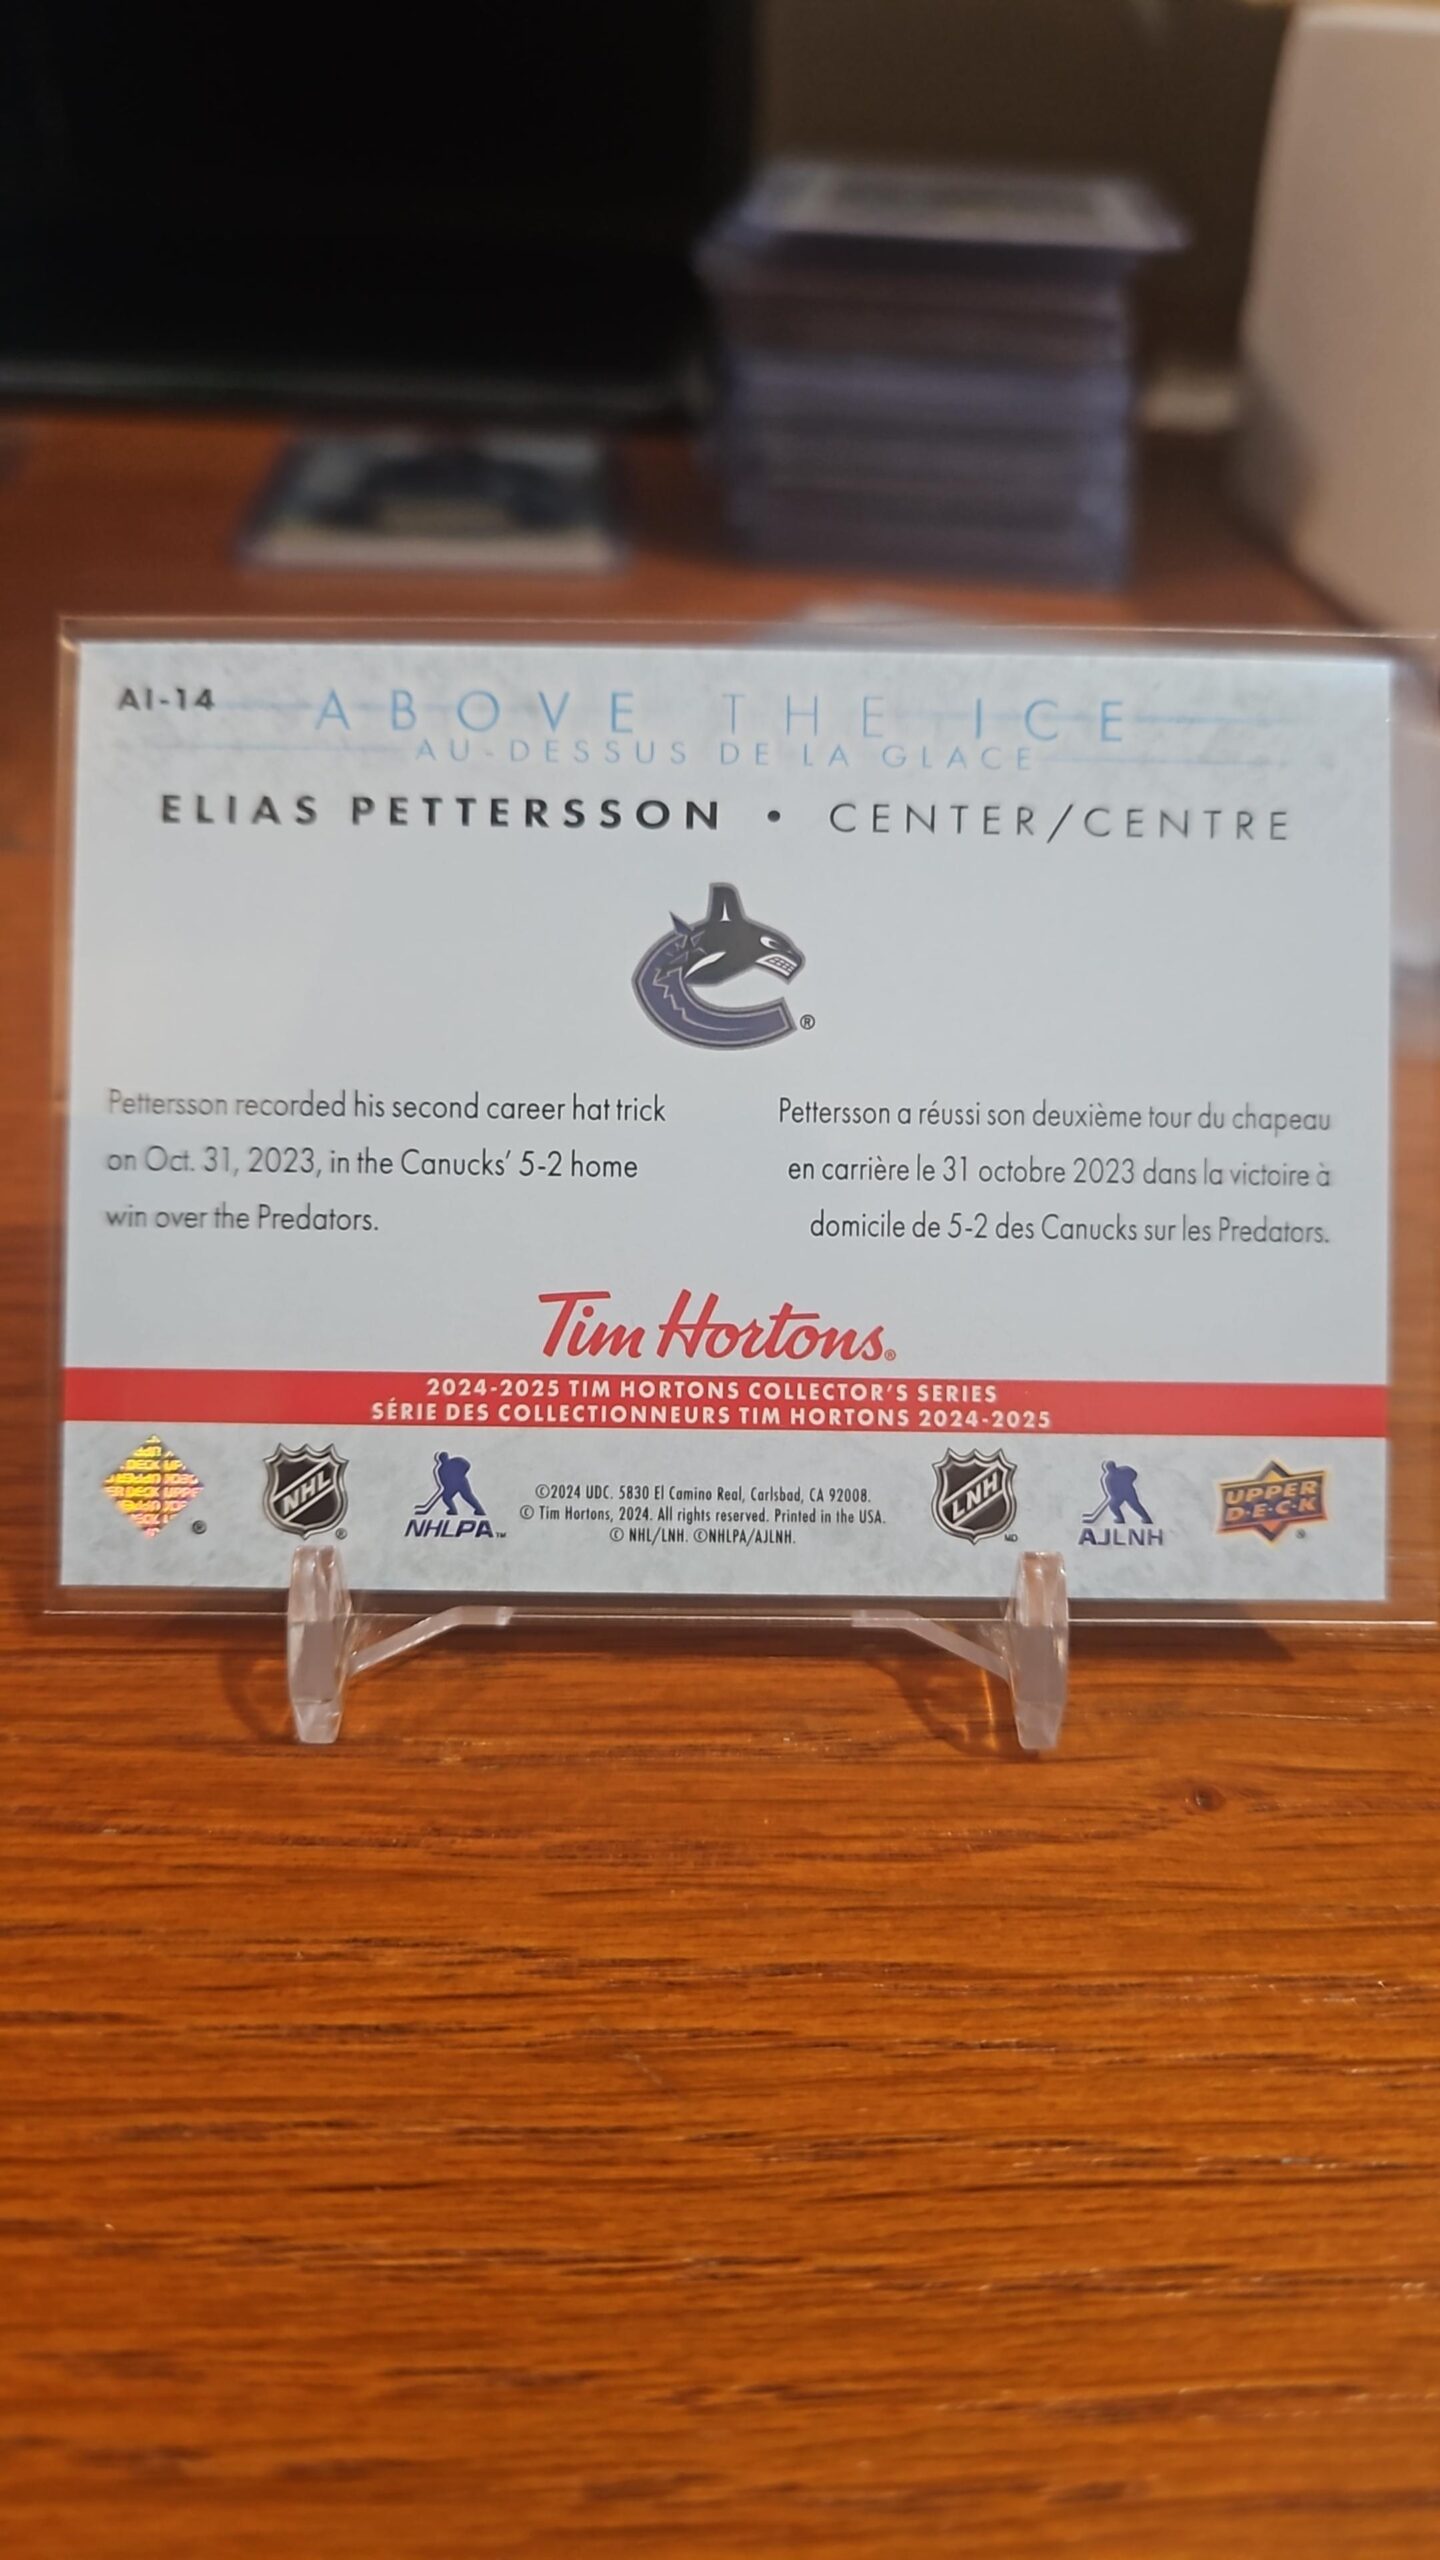 AI-14
ABOVE THE ICE
AU-DESSUS DE LA GLACE
ELIAS PETTERSSON • CENTER/CENTRE
®
Pettersson recorded his second career hat trick
on Oct. 31, 2023, in the Canucks' 5-2 home
win over the Predators.
Pettersson a réussi son deuxième tour du chapeau
en carrière le 31 octobre 2023 dans la victoire à
domicile de 5-2 des Canucks sur les Predators.
Tim Hortons®
2024-2025 TIM HORTONS COLLECTOR'S SERIES
SÉRIE DES COLLECTIONNEURS TIM HORTONS 2024-2025
NHL®
NHLPA™
©2024 UDC. 5830 El Camino Real, Carlsbad, CA 92008.
© Tim Hortons, 2024. All rights reserved. Printed in the USA.
© NHL/LNH. ©NHLPA/AJLNH.
LNH MD
AJLNH
UPPER
D•E•C•K®